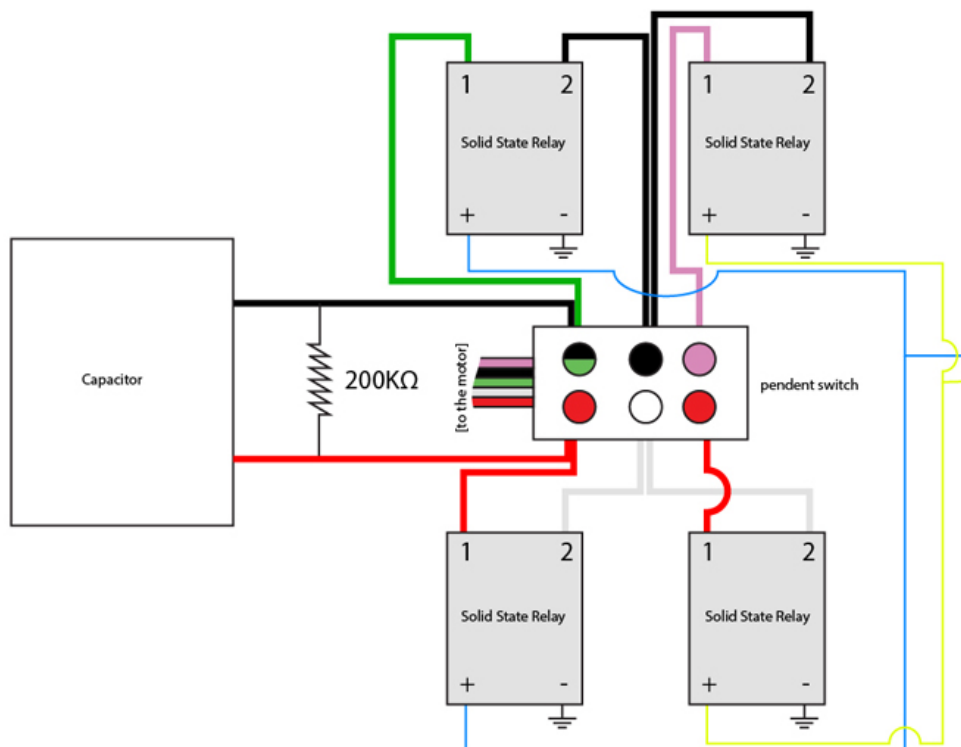 1 2
Solid State Relay
+ -
1 2
Solid State Relay
+ -
Capacitor
200KΩ
[to the motor]
pendent switch
1 2
Solid State Relay
+ -
1 2
Solid State Relay
+ -